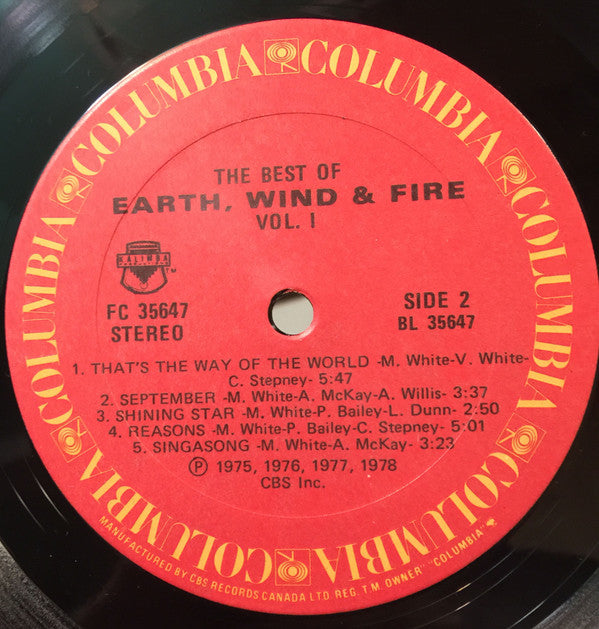 COLUMBIA COLUMBIA COLUMBIA COLUMBIA COLUMBIA COLUMBIA
THE BEST OF
EARTH, WIND & FIRE
VOL. I
KALIMBA
TM
FC 35647
STEREO
SIDE 2
BL 35647
1. THAT'S THE WAY OF THE WORLD -M. White-V. White-
C. Stepney- 5:47
2. SEPTEMBER -M. White-A. McKay-A. Willis- 3:37
3. SHINING STAR -M. White-P. Bailey-L. Dunn- 2:50
4. REASONS -M. White-P. Bailey-C. Stepney- 5:01
5. SINGASONG -M. White-A. McKay- 3:23
Ⓟ 1975, 1976, 1977, 1978
CBS Inc.
MANUFACTURED BY CBS RECORDS CANADA LTD. REG. T.M. OWNER "COLUMBIA"